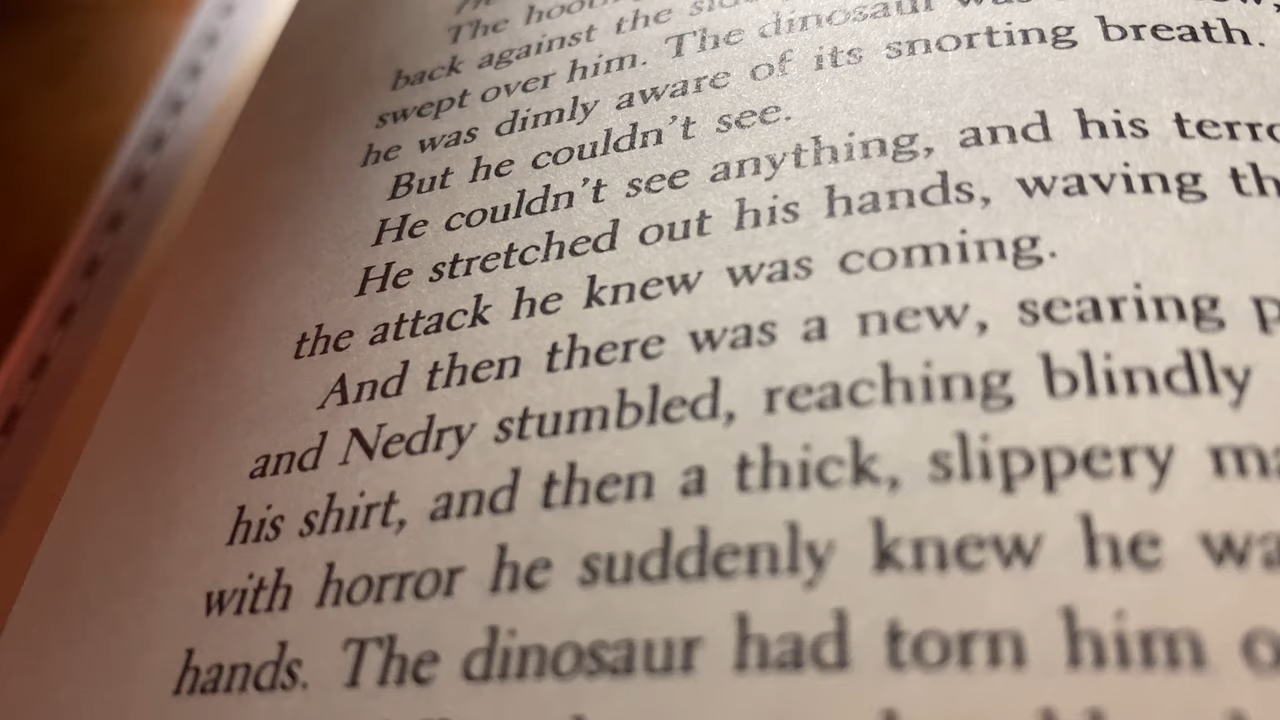 The
back against the
swept over him. The dinosaur was
he was dimly aware of its snorting breath.
But he couldn't see.
He couldn't see anything, and his
He stretched out his hands, waving
the attack he knew was coming.
And then there was a new, searing
and Nedry stumbled, reaching blindly
his shirt, and then a thick, slippery
with horror he suddenly knew he
hands. The dinosaur had torn him